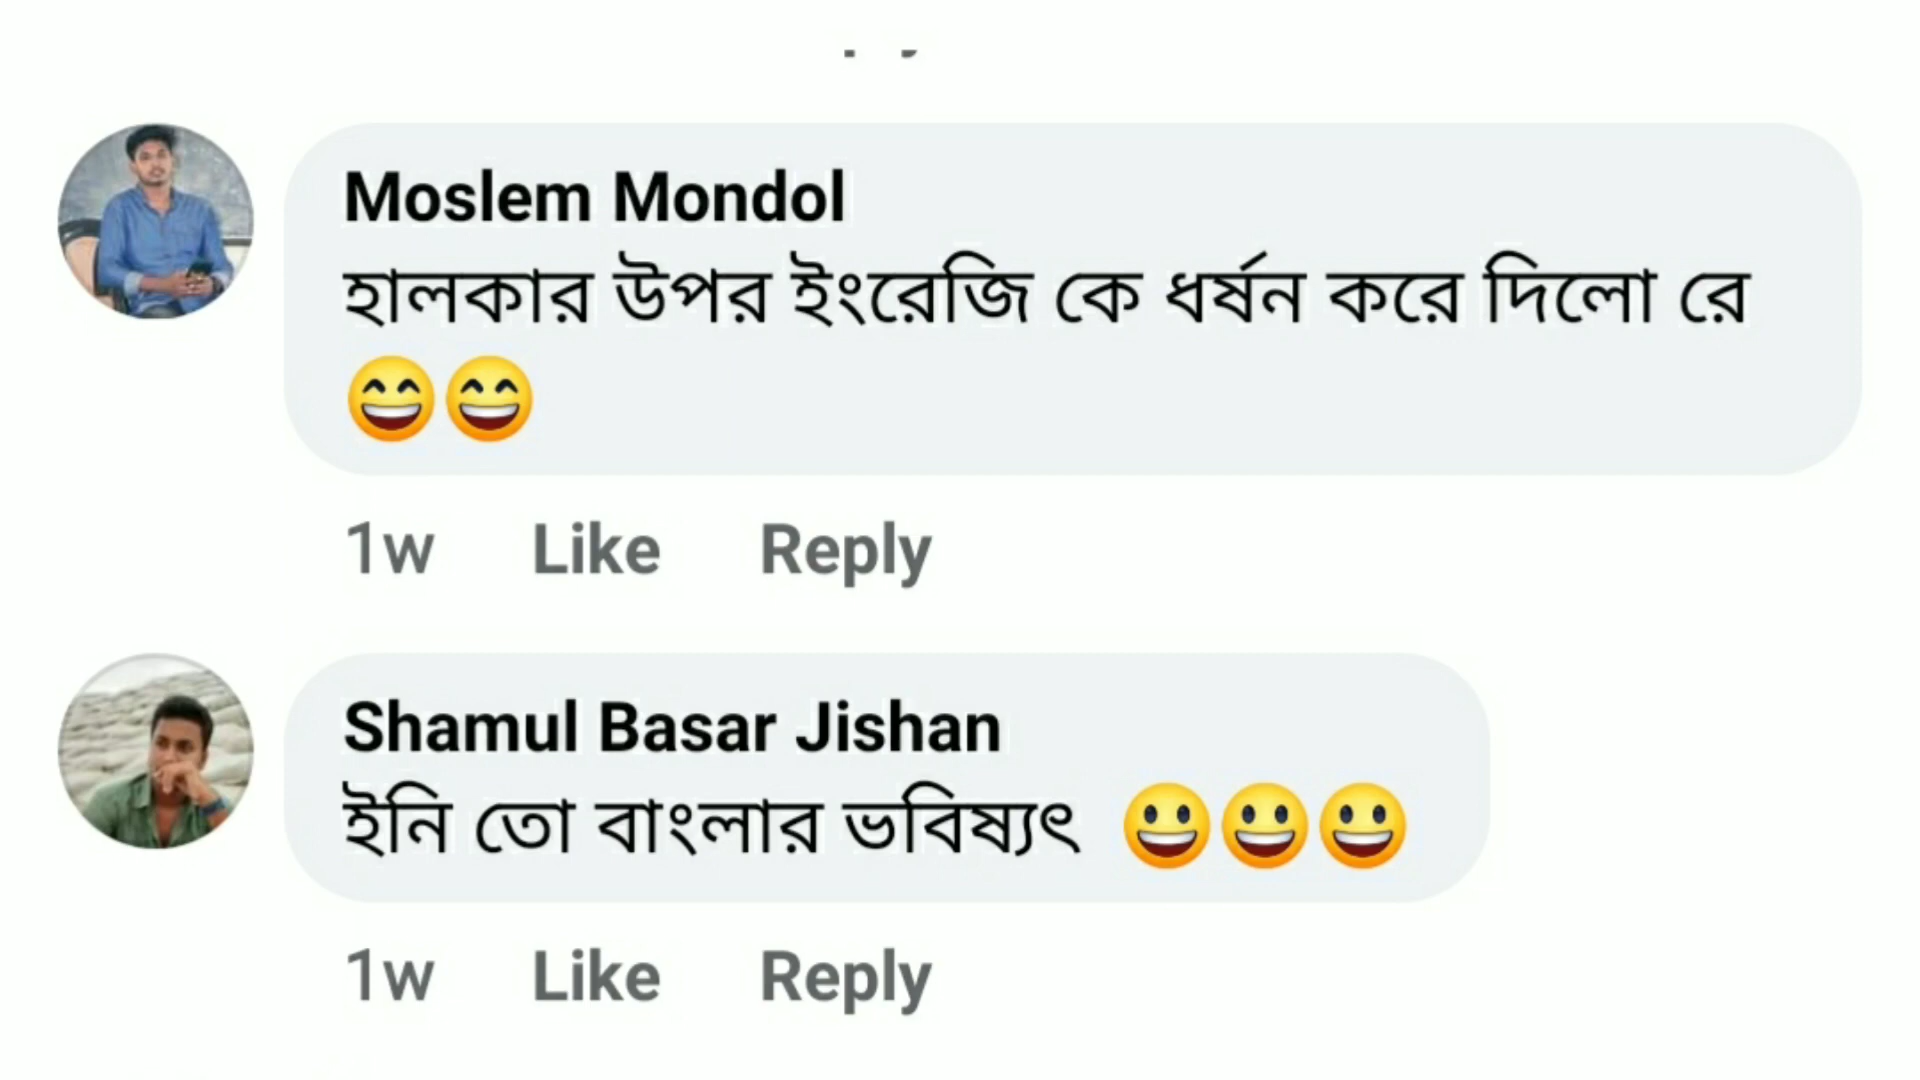 Moslem Mondol
হালকার উপর ইংরেজি কে ধর্ষন করে দিলো রে
😄😄
1w Like Reply
Shamul Basar Jishan
ইনি তো বাংলার ভবিষ্যৎ 😃😃😃
1w Like Reply